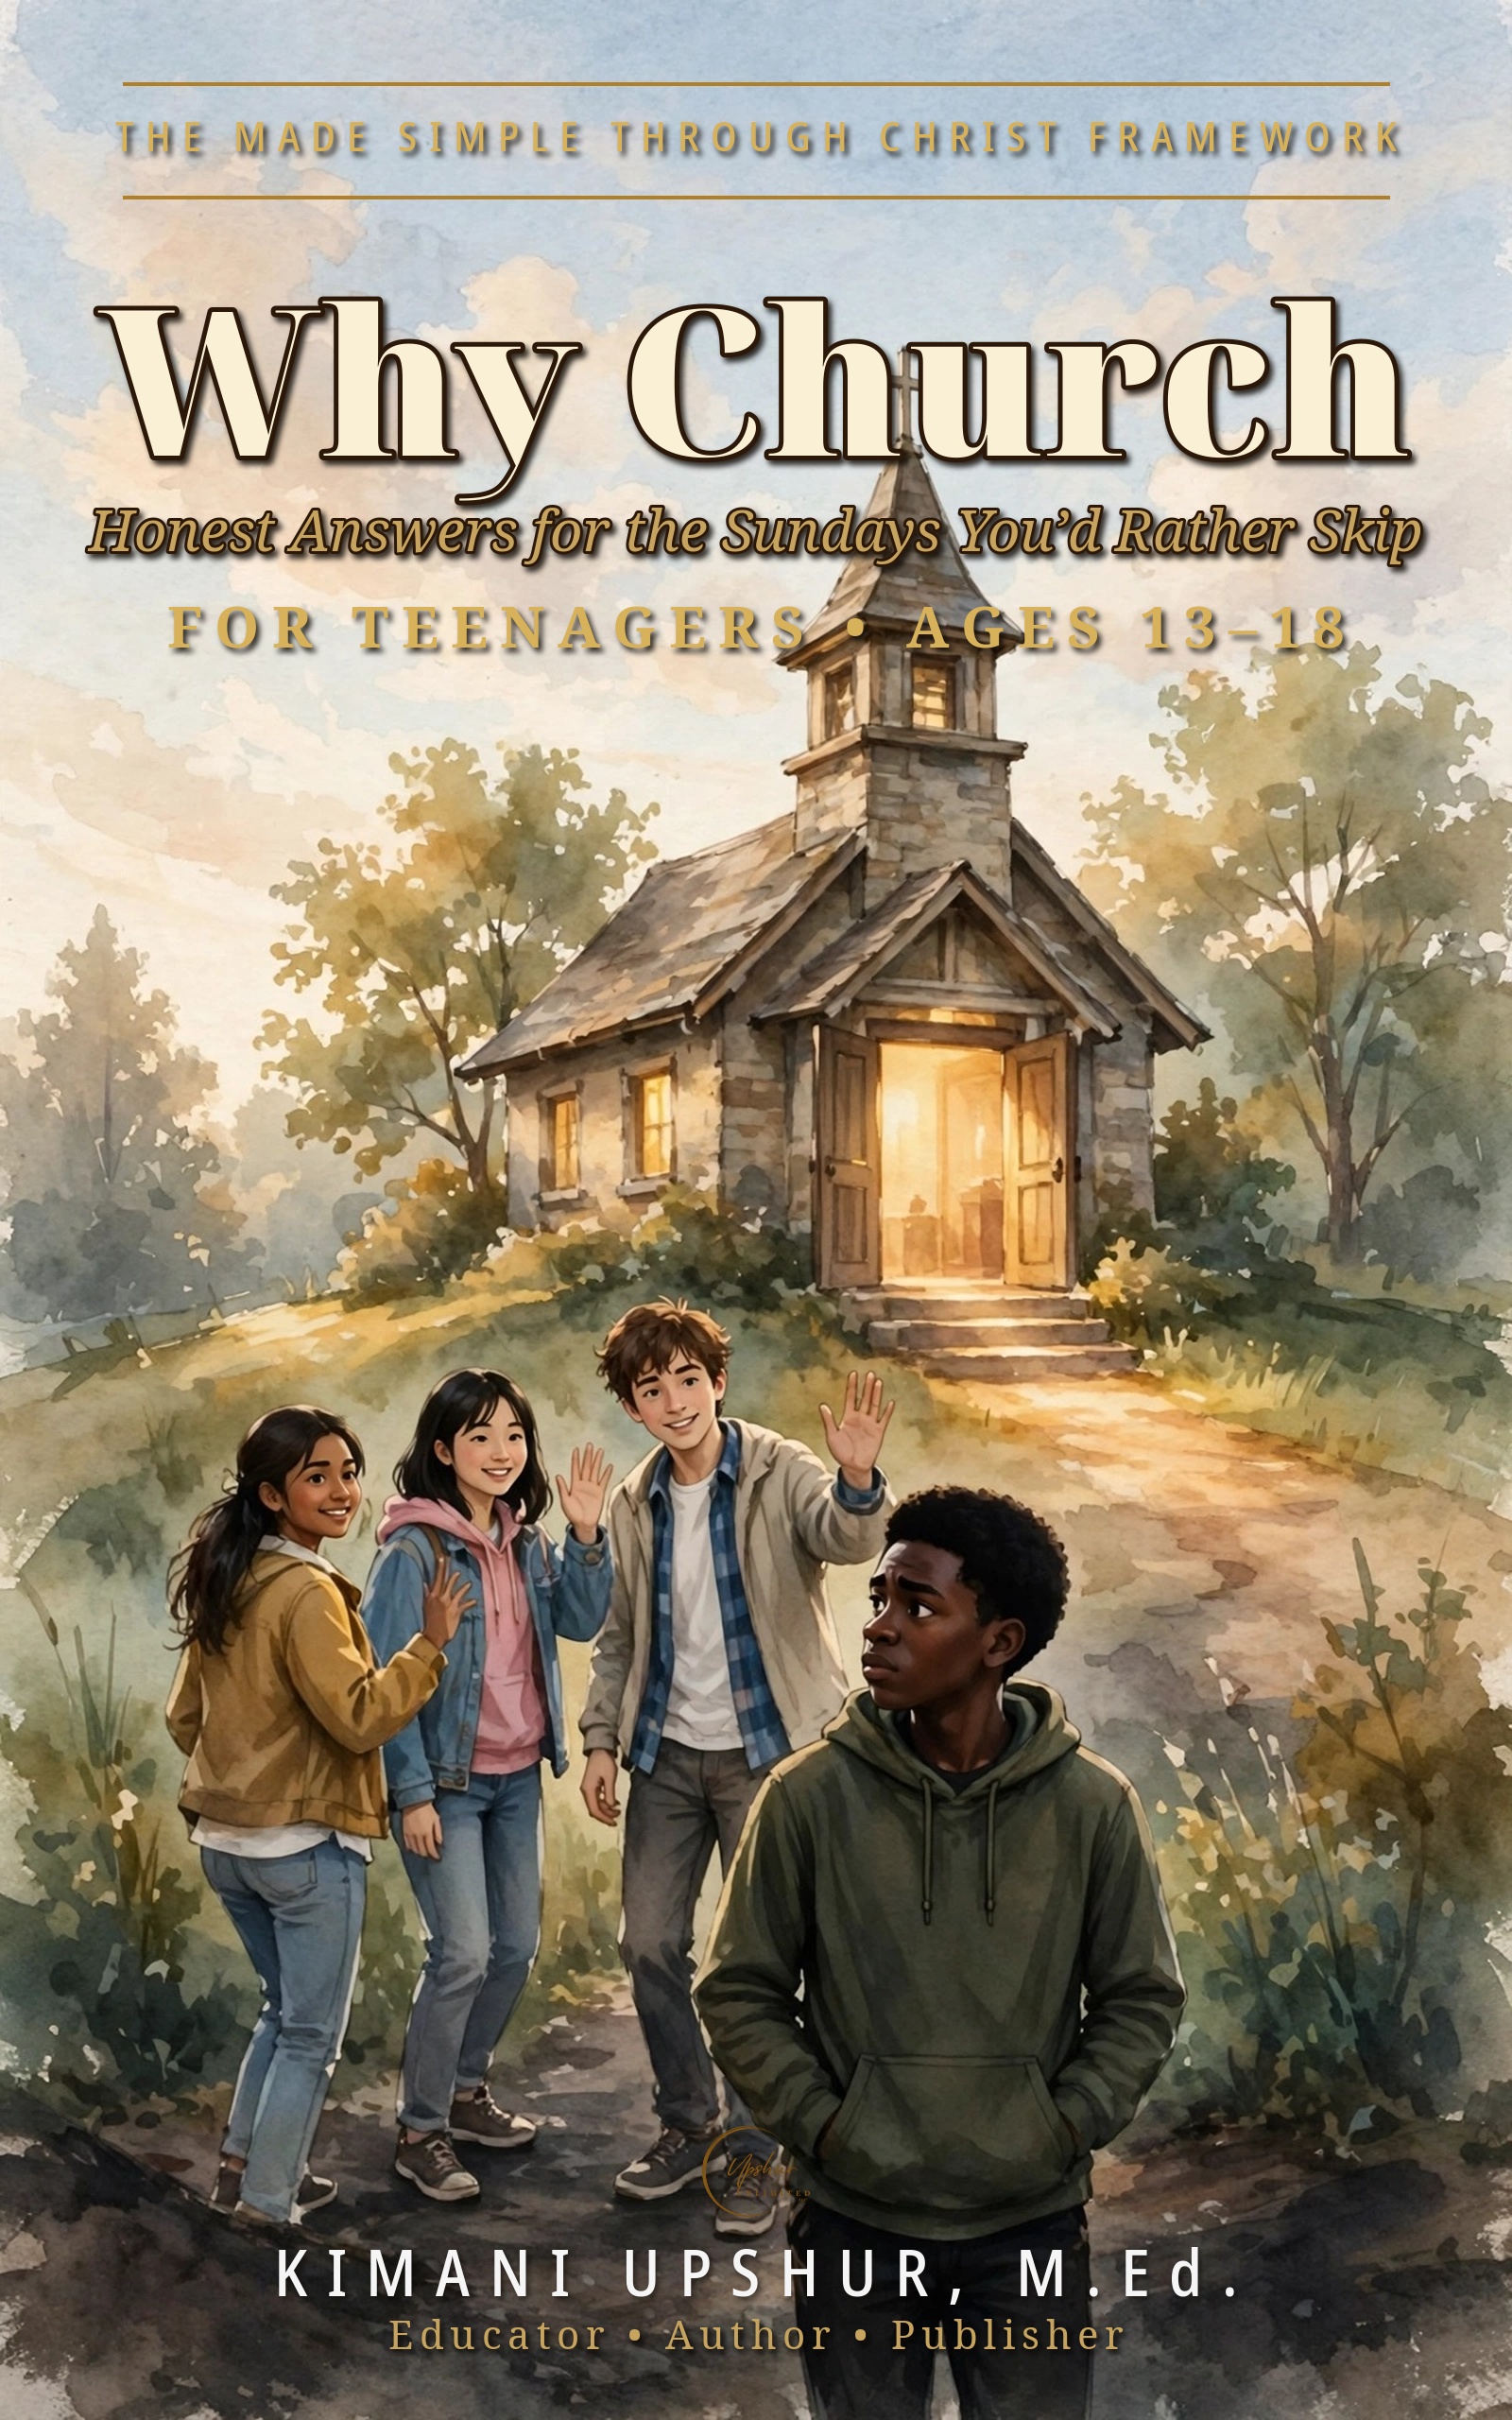 THE MADE SIMPLE THROUGH CHRIST FRAMEWORK
Why Church
Honest Answers for the Sundays You’d Rather Skip
FOR TEENAGERS • AGES 13–18
Upshur
KIMANI UPSHUR, M.Ed.
Educator • Author • Publisher